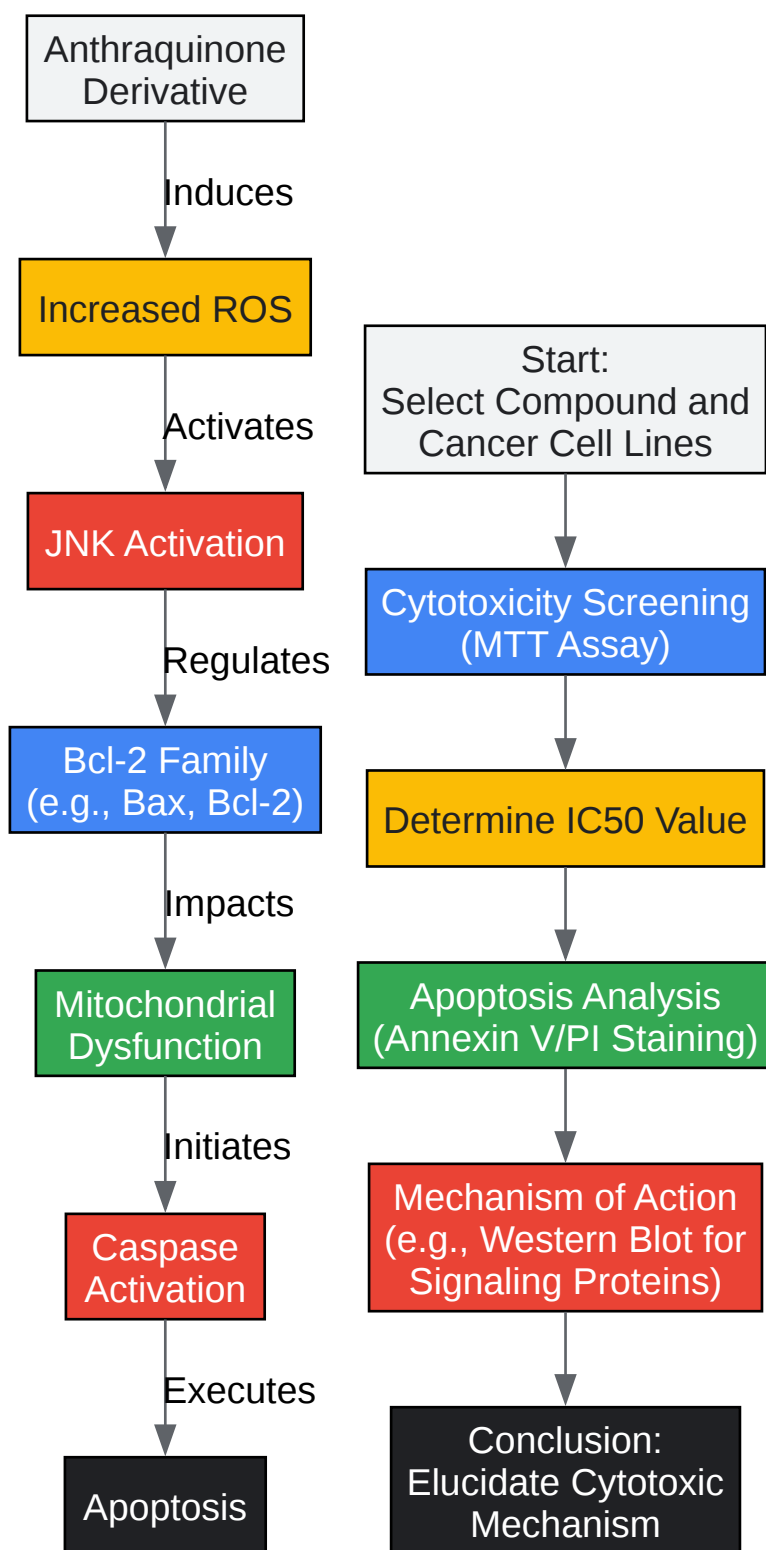 Anthraquinone
Derivative
Induces
Increased ROS
Activates
JNK Activation
Regulates
Bcl-2 Family
(e.g., Bax, Bcl-2)
Impacts
Mitochondrial
Dysfunction
Initiates
Caspase
Activation
Executes
Apoptosis
Start:
Select Compound and
Cancer Cell Lines
Cytotoxicity Screening
(MTT Assay)
Determine IC50 Value
Apoptosis Analysis
(Annexin V/PI Staining)
Mechanism of Action
(e.g., Western Blot for
Signaling Proteins)
Conclusion:
Elucidate Cytotoxic
Mechanism